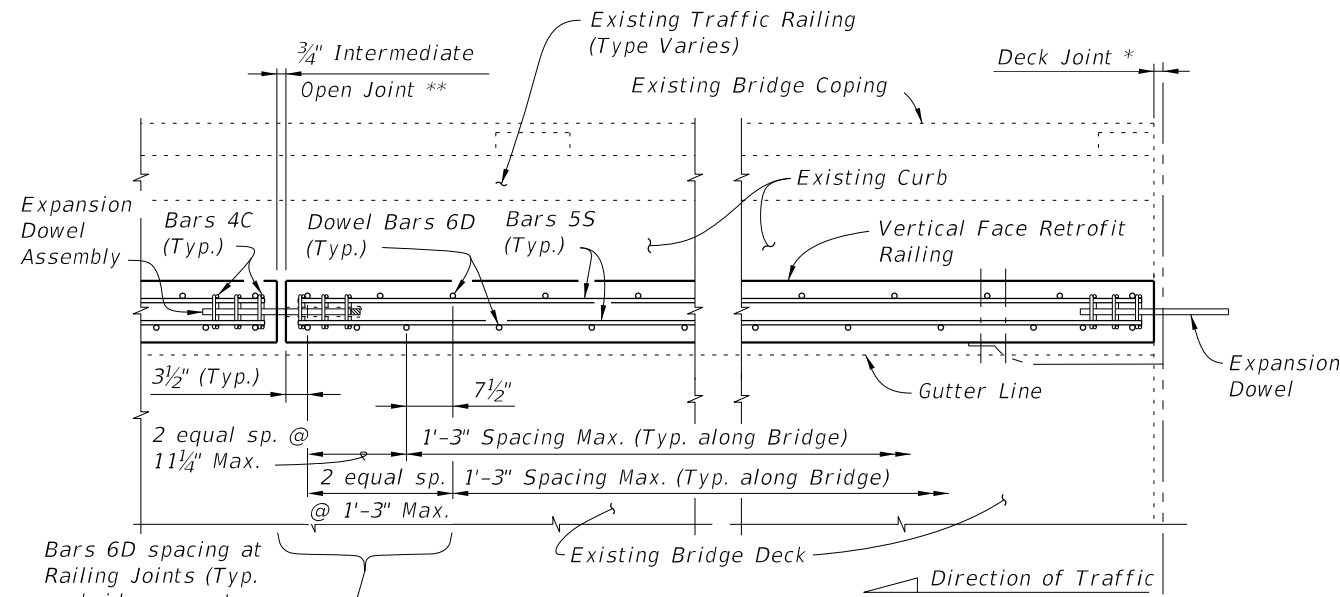 Existing Traffic Railing
(Type Varies)
3/4" Intermediate
Open Joint **
Deck Joint *
Existing Bridge Coping
Existing Curb
Expansion
Dowel
Assembly
Bars 4C
(Typ.)
Dowel Bars 6D
(Typ.)
Bars 5S
(Typ.)
Vertical Face Retrofit
Railing
3½" (Typ.)
7½"
Gutter Line
Expansion
Dowel
2 equal sp. @
11¼" Max.
1'-3" Spacing Max. (Typ. along Bridge)
2 equal sp.
@ 1'-3" Max.
1'-3" Spacing Max. (Typ. along Bridge)
Existing Bridge Deck
Bars 6D spacing at
Railing Joints (Typ.
Direction of Traffic